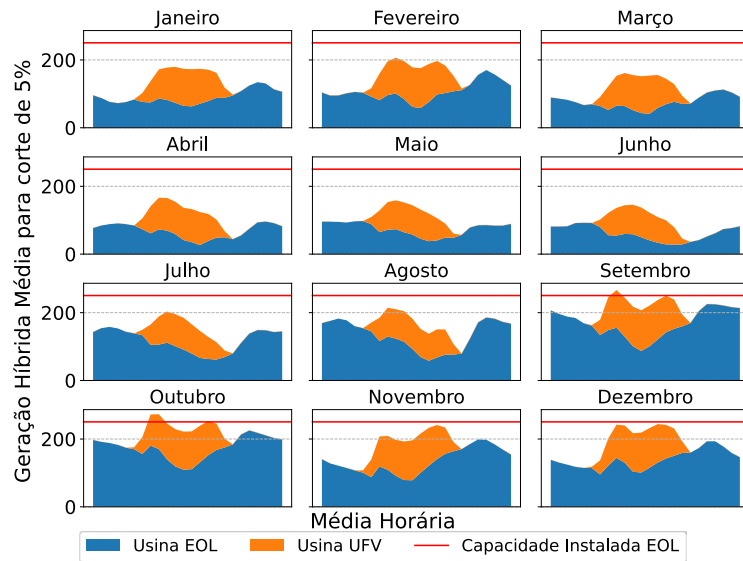 Geração Híbrida Média para corte de 5%
Janeiro Fevereiro Março
200
0
Abril Maio Junho
200
0
Julho Agosto Setembro
200
0
Outubro Novembro Dezembro
200
0
Média Horária
Usina EOL Usina UFV Capacidade Instalada EOL